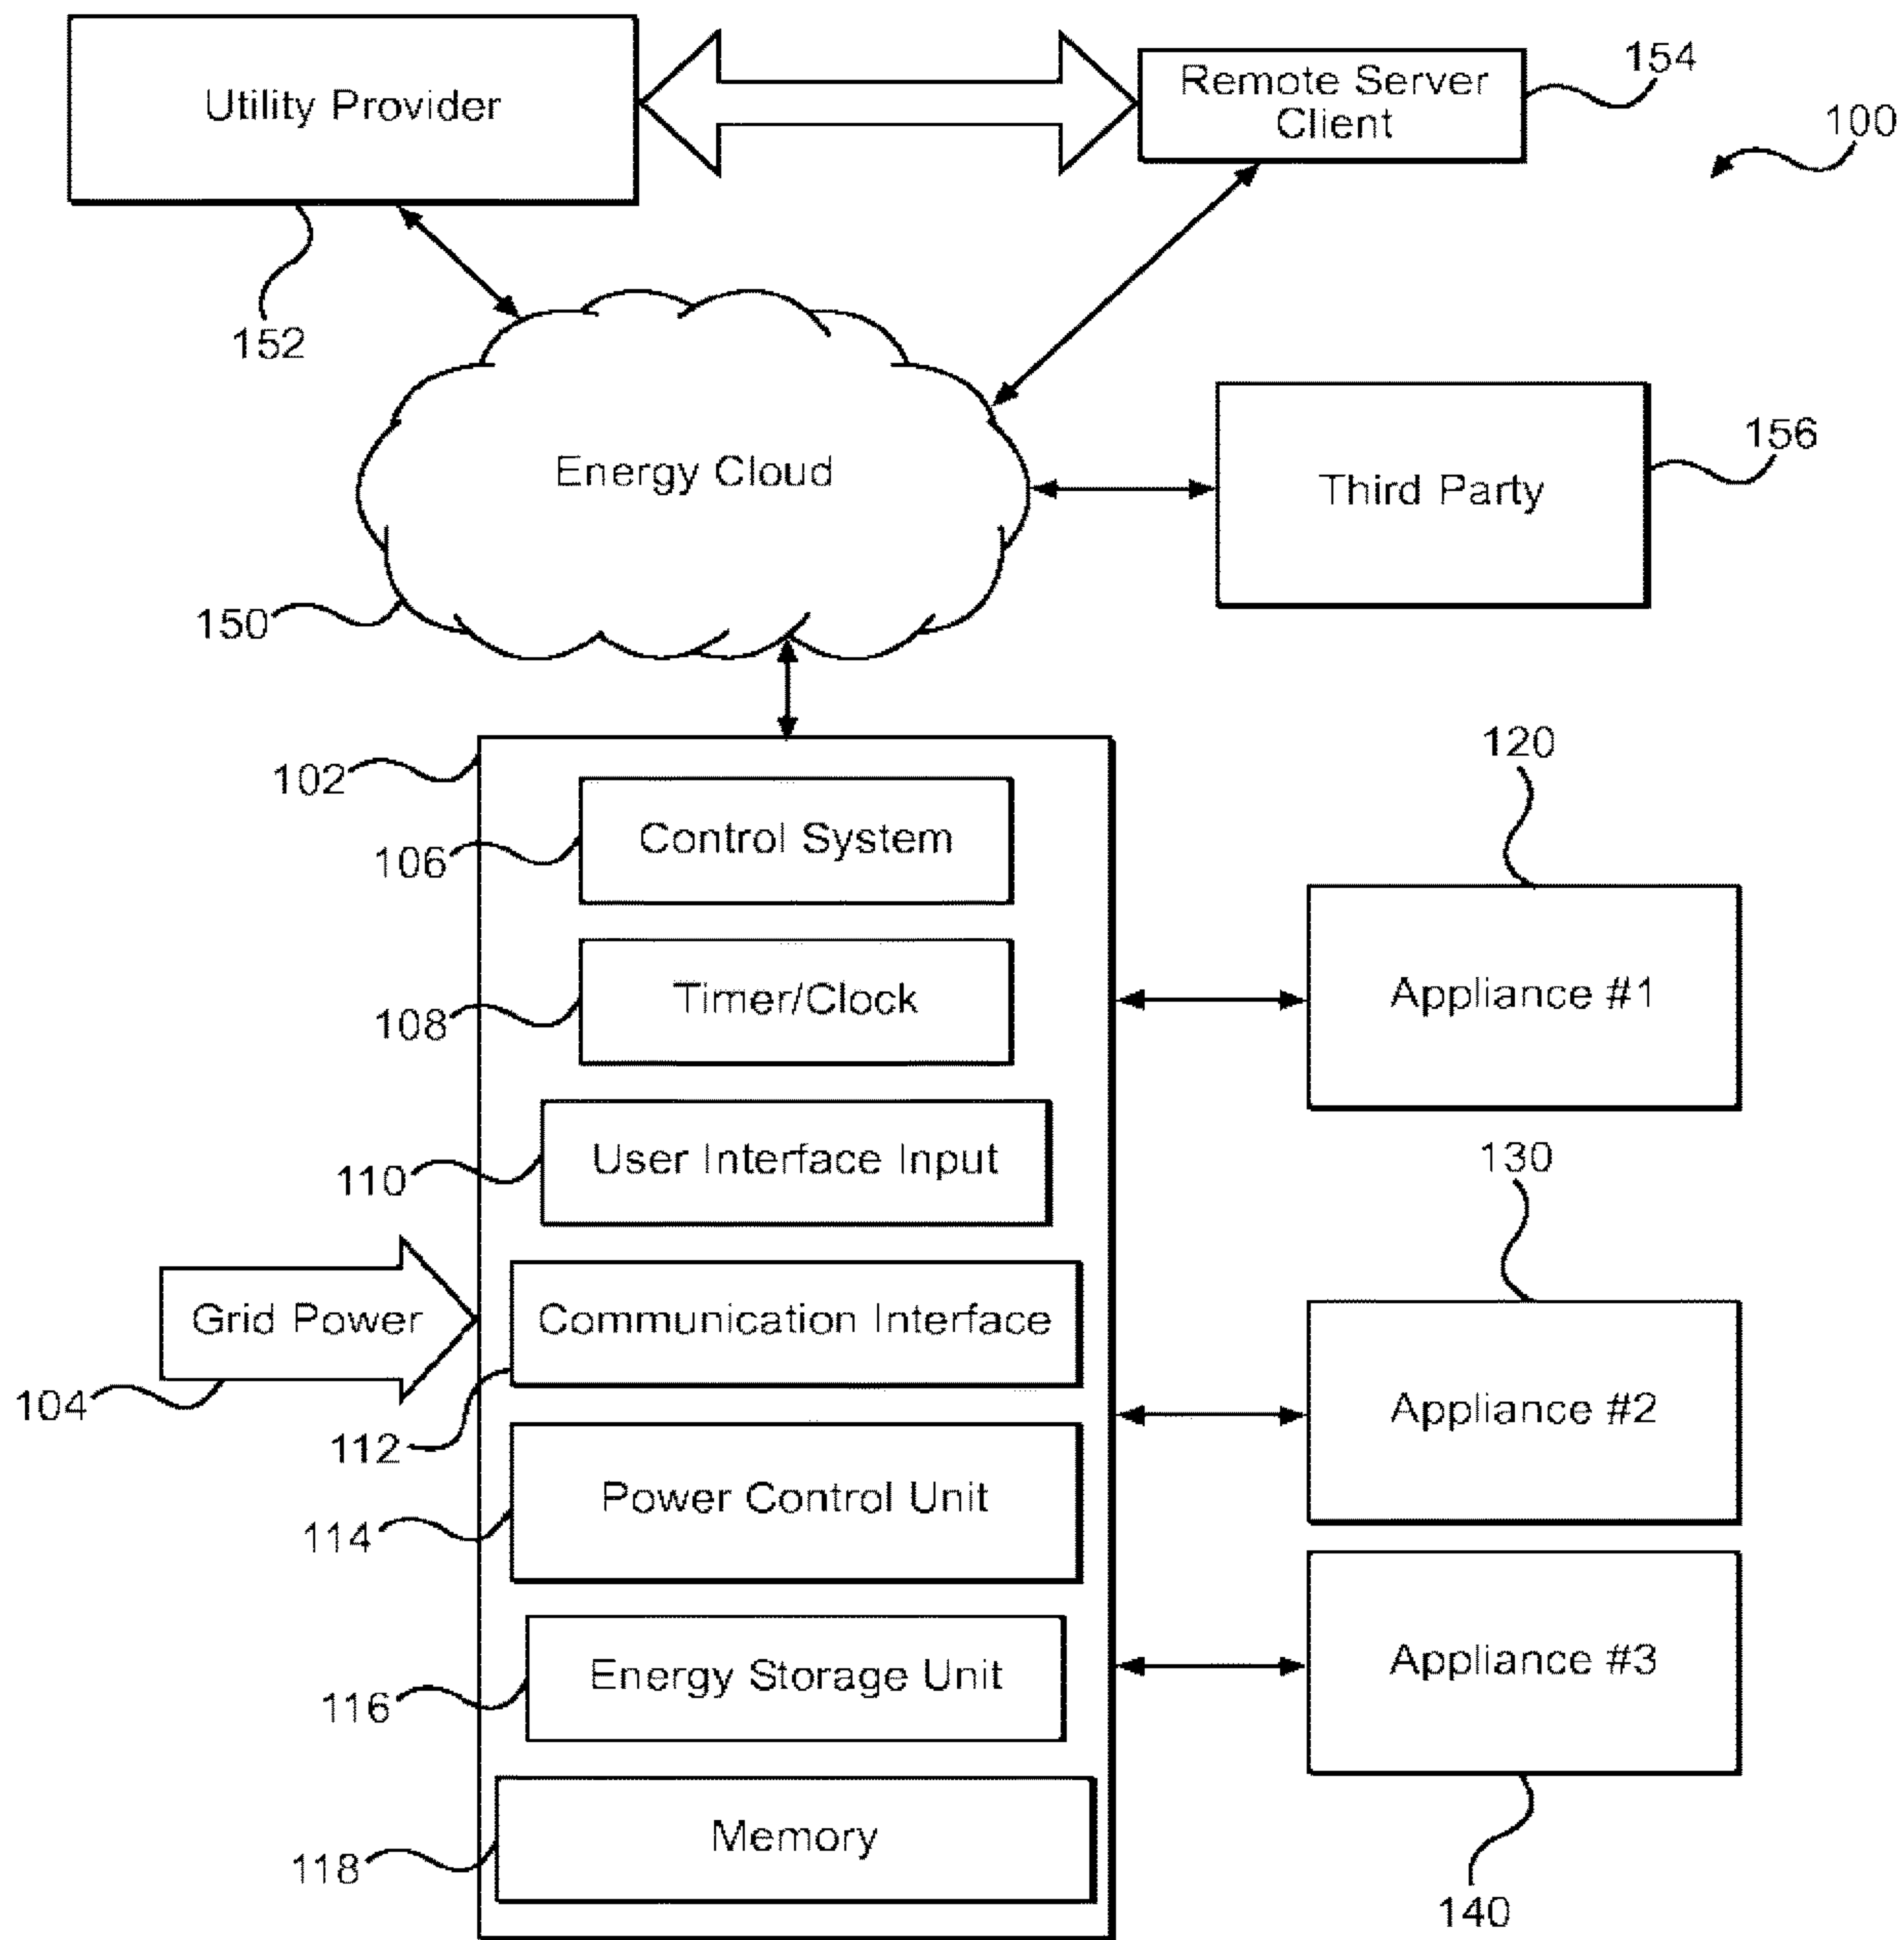 Utility Provider
Remote Server
Client
154
100
152
Energy Cloud
Third Party
156
150
102
120
Control System
106
Appliance #1
Timer/Clock
108
User Interface Input
110
130
Grid Power
Communication Interface
104
112
Appliance #2
Power Control Unit
114
Energy Storage Unit
116
Appliance #3
Memory
118
140